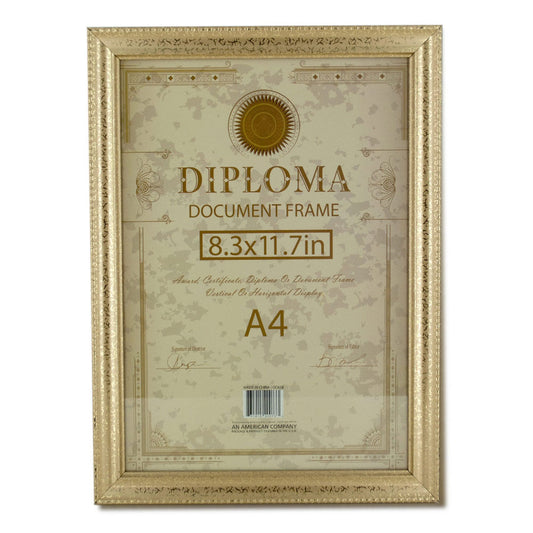 DIPLOMA
DOCUMENT FRAME
8.3x11.7in
Award, Certificate, Diploma Or Document Frame
Vertical Or Horizontal Display
A4
AN AMERICAN COMPANY